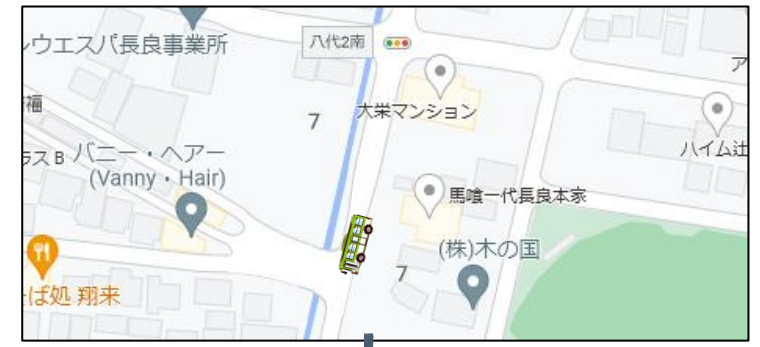 ウエスパ長良事業所
八代2南
ア
大栄マンション
7
福
ハイム辻
ラスB
バニー・ヘアー
(Vanny・Hair)
馬喰一代長良本家
(株)木の国
7
ば処 翔来